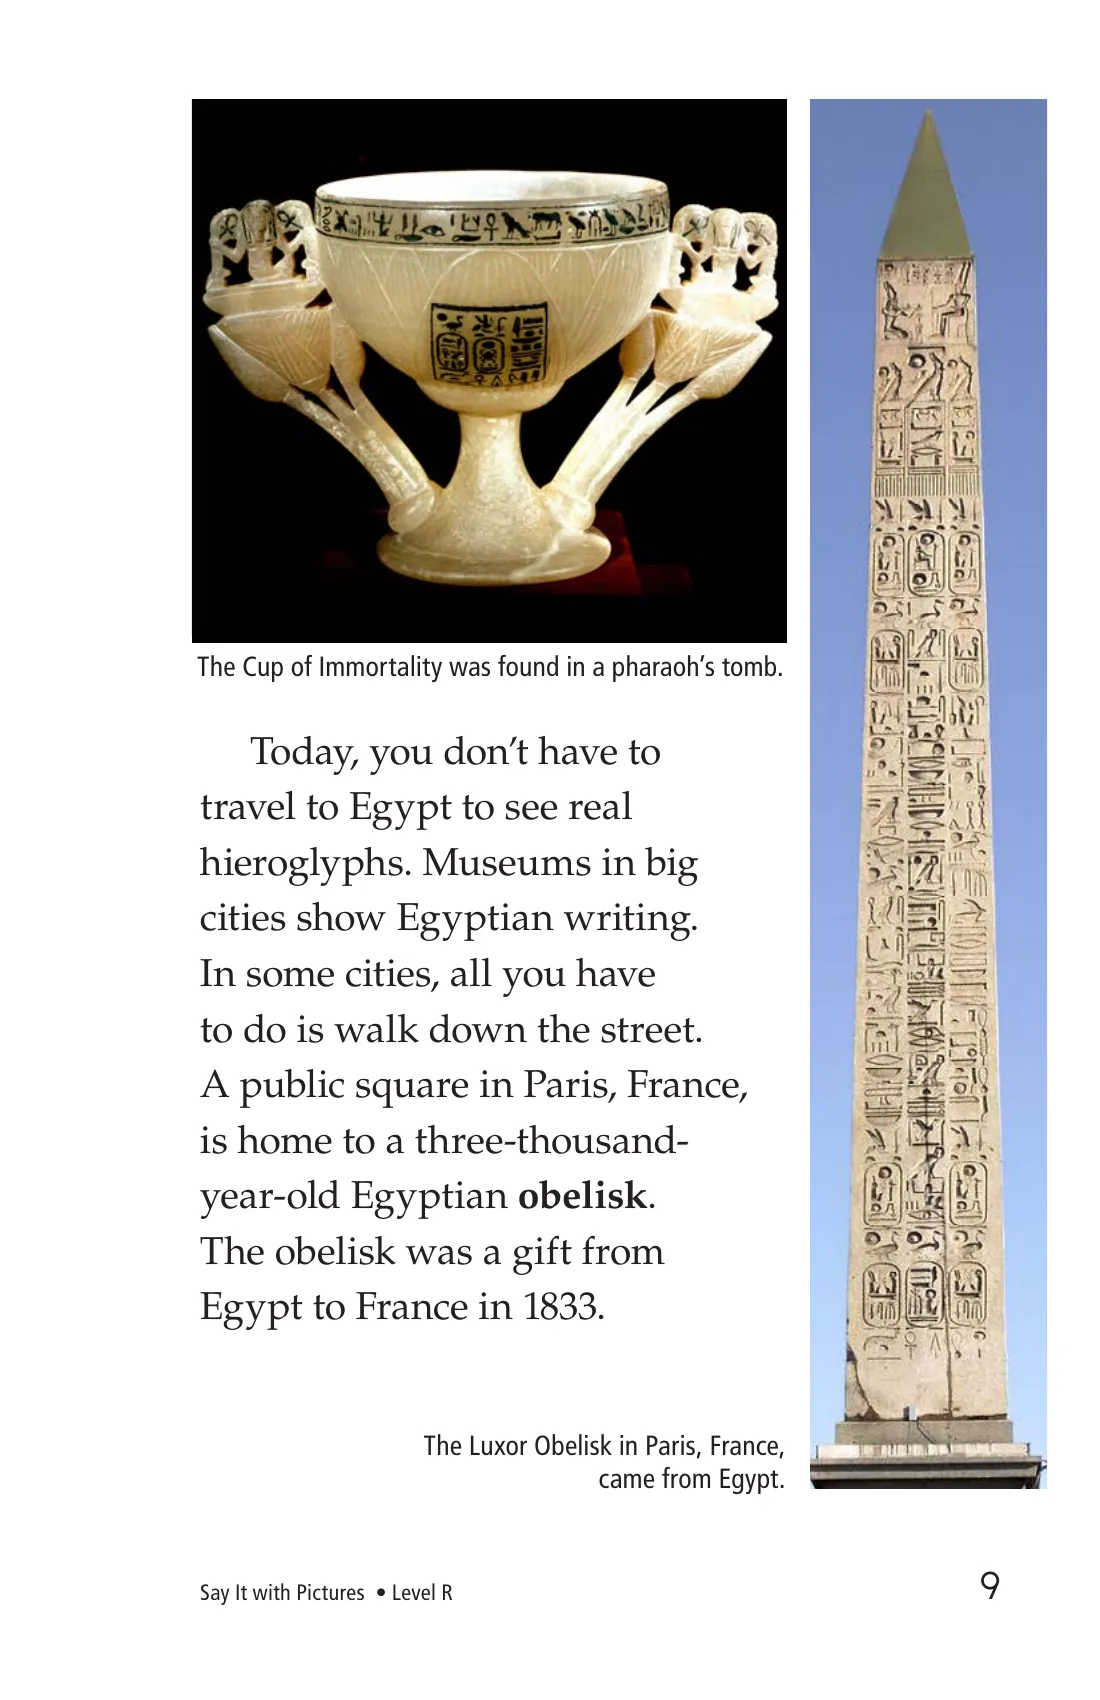 The Cup of Immortality was found in a pharaoh’s tomb.
Today, you don’t have to
travel to Egypt to see real
hieroglyphs. Museums in big
cities show Egyptian writing.
In some cities, all you have
to do is walk down the street.
A public square in Paris, France,
is home to a three-thousand-
year-old Egyptian obelisk.
The obelisk was a gift from
Egypt to France in 1833.
The Luxor Obelisk in Paris, France,
came from Egypt.
Say It with Pictures • Level R
9